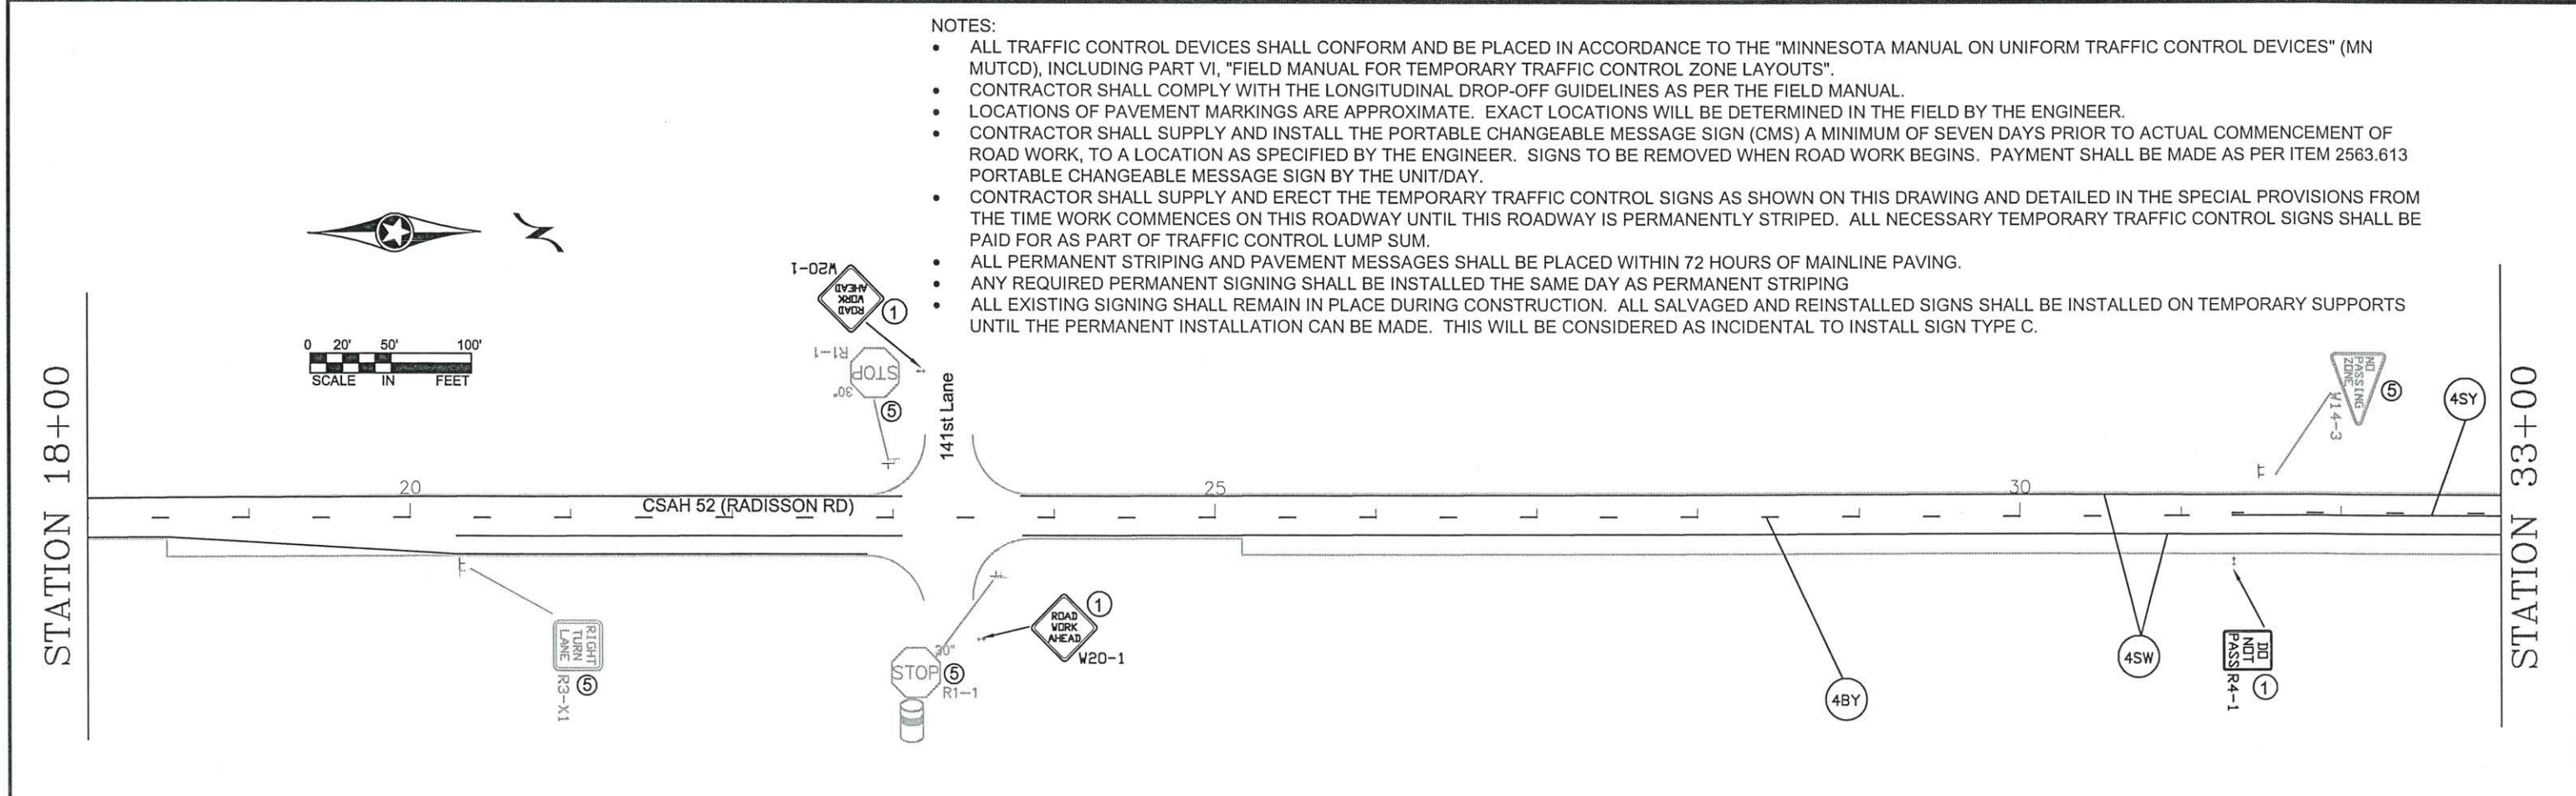 NOTES:
• ALL TRAFFIC CONTROL DEVICES SHALL CONFORM AND BE PLACED IN ACCORDANCE TO THE "MINNESOTA MANUAL ON UNIFORM TRAFFIC CONTROL DEVICES" (MN
MUTCD), INCLUDING PART VI, "FIELD MANUAL FOR TEMPORARY TRAFFIC CONTROL ZONE LAYOUTS".
• CONTRACTOR SHALL COMPLY WITH THE LONGITUDINAL DROP-OFF GUIDELINES AS PER THE FIELD MANUAL.
• LOCATIONS OF PAVEMENT MARKINGS ARE APPROXIMATE. EXACT LOCATIONS WILL BE DETERMINED IN THE FIELD BY THE ENGINEER.
• CONTRACTOR SHALL SUPPLY AND INSTALL THE PORTABLE CHANGEABLE MESSAGE SIGN (CMS) A MINIMUM OF SEVEN DAYS PRIOR TO ACTUAL COMMENCEMENT OF
ROAD WORK, TO A LOCATION AS SPECIFIED BY THE ENGINEER. SIGNS TO BE REMOVED WHEN ROAD WORK BEGINS. PAYMENT SHALL BE MADE AS PER ITEM 2563.613
PORTABLE CHANGEABLE MESSAGE SIGN BY THE UNIT/DAY.
• CONTRACTOR SHALL SUPPLY AND ERECT THE TEMPORARY TRAFFIC CONTROL SIGNS AS SHOWN ON THIS DRAWING AND DETAILED IN THE SPECIAL PROVISIONS FROM
THE TIME WORK COMMENCES ON THIS ROADWAY UNTIL THIS ROADWAY IS PERMANENTLY STRIPED. ALL NECESSARY TEMPORARY TRAFFIC CONTROL SIGNS SHALL BE
PAID FOR AS PART OF TRAFFIC CONTROL LUMP SUM.
• ALL PERMANENT STRIPING AND PAVEMENT MESSAGES SHALL BE PLACED WITHIN 72 HOURS OF MAINLINE PAVING.
• ANY REQUIRED PERMANENT SIGNING SHALL BE INSTALLED THE SAME DAY AS PERMANENT STRIPING
• ALL EXISTING SIGNING SHALL REMAIN IN PLACE DURING CONSTRUCTION. ALL SALVAGED AND REINSTALLED SIGNS SHALL BE INSTALLED ON TEMPORARY SUPPORTS
UNTIL THE PERMANENT INSTALLATION CAN BE MADE. THIS WILL BE CONSIDERED AS INCIDENTAL TO INSTALL SIGN TYPE C.
N
W20-1
ROAD
WORK
AHEAD
1
0 20' 50' 100'
SCALE IN FEET
R1-1
STOP
30"
5
141st Lane
NO
PASSING
ZONE
W14-3
5
4SY
STATION 18+00
STATION 33+00
20
25
30
CSAH 52 (RADISSON RD)
RIGHT
TURN
LANE
R3-X1
5
30"
STOP
5
R1-1
ROAD
WORK
AHEAD
1
W20-1
4BY
4SW
DO
NOT
PASS
R4-1
1